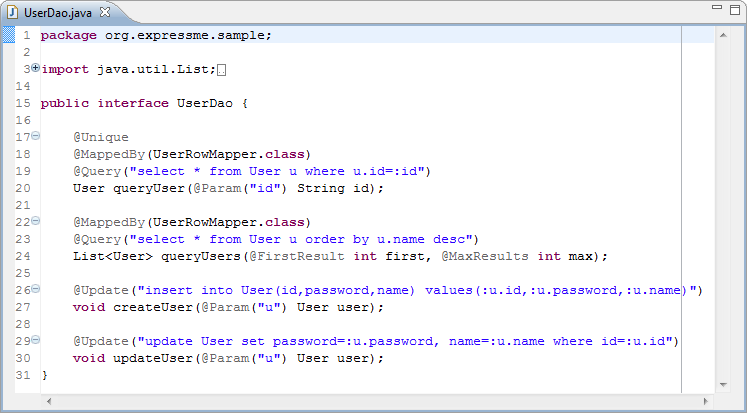 UserDao.java
1 package org.expressme.sample;
2
3 import java.util.List;
14
15 public interface UserDao {
16
17     @Unique
18     @MappedBy(UserRowMapper.class)
19     @Query("select * from User u where u.id=:id")
20     User queryUser(@Param("id") String id);
21
22     @MappedBy(UserRowMapper.class)
23     @Query("select * from User u order by u.name desc")
24     List<User> queryUsers(@FirstResult int first, @MaxResults int max);
25
26     @Update("insert into User(id,password,name) values(:u.id,:u.password,:u.name)")
27     void createUser(@Param("u") User user);
28
29     @Update("update User set password=:u.password, name=:u.name where id=:u.id")
30     void updateUser(@Param("u") User user);
31 }